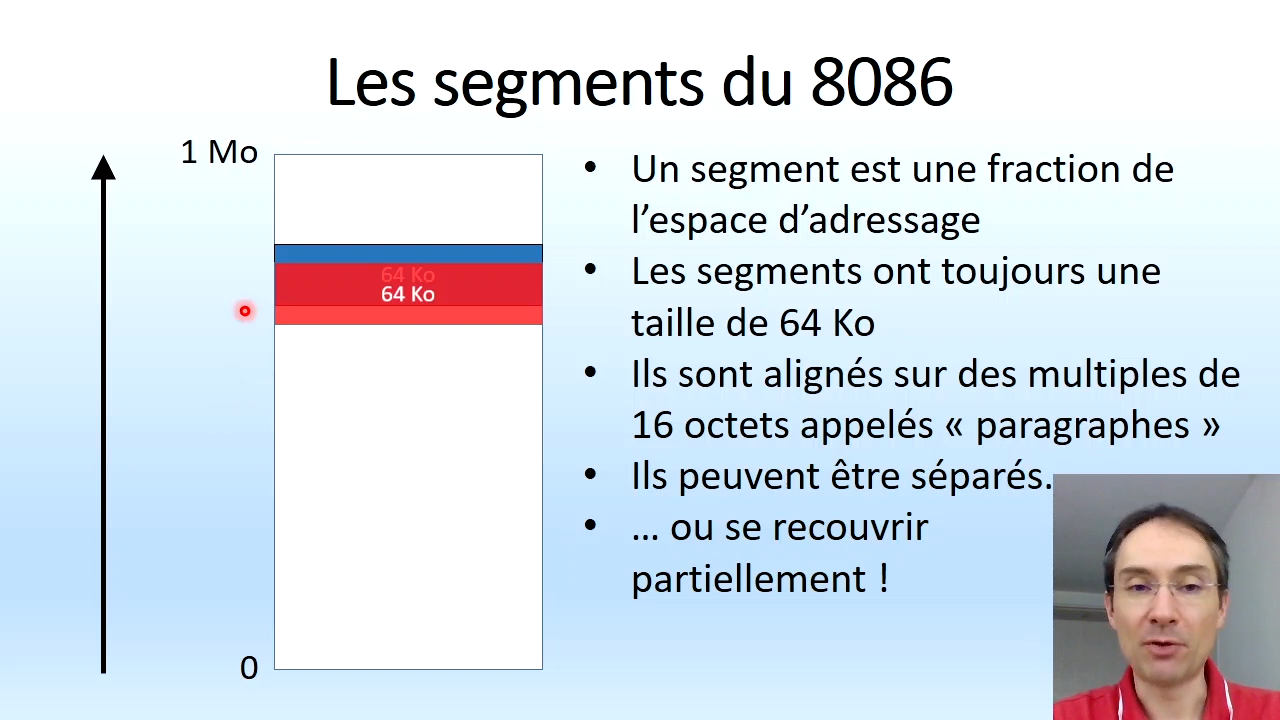 Les segments du 8086
1 Mo
64 Ko
64 Ko
0
• Un segment est une fraction de
l’espace d’adressage
• Les segments ont toujours une
taille de 64 Ko
• Ils sont alignés sur des multiples de
16 octets appelés « paragraphes »
• Ils peuvent être séparés.
• … ou se recouvrir
partiellement !